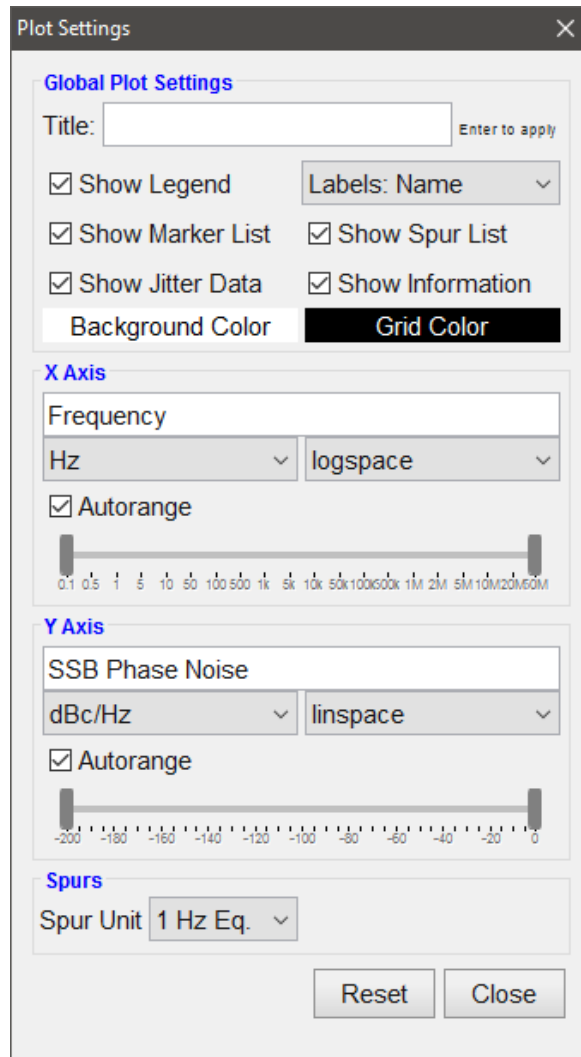 Plot Settings
Global Plot Settings
Title: Enter to apply
Show Legend Labels: Name
Show Marker List Show Spur List
Show Jitter Data Show Information
Background Color Grid Color
X Axis
Frequency
Hz logspace
Autorange
0.1 0.5 1 5 10 50 100 500 1k 5k 10k 50k 100k 500k 1M 2M 5M 10M 20M 50M
Y Axis
SSB Phase Noise
dBc/Hz linspace
Autorange
-200 -180 -160 -140 -120 -100 -80 -60 -40 -20 0
Spurs
Spur Unit 1 Hz Eq.
Reset Close